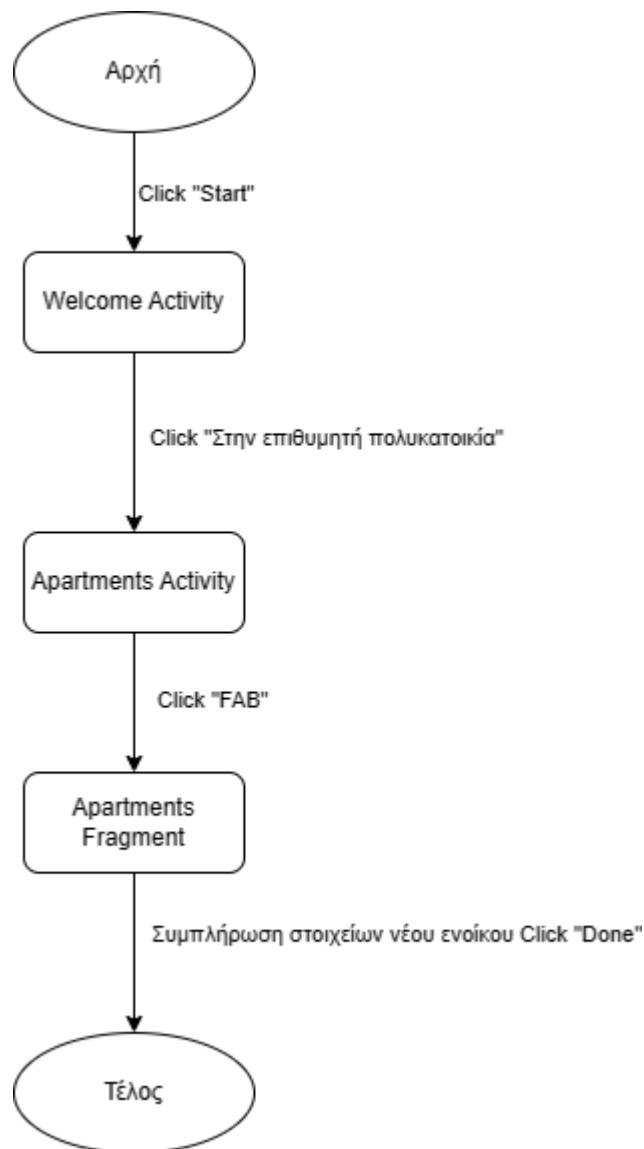 Αρχή
Click "Start"
Welcome Activity
Click "Στην επιθυμητή πολυκατοικία"
Apartments Activity
Click "FAB"
Apartments
Fragment
Συμπλήρωση στοιχείων νέου ενοίκου Click "Done"
Τέλος